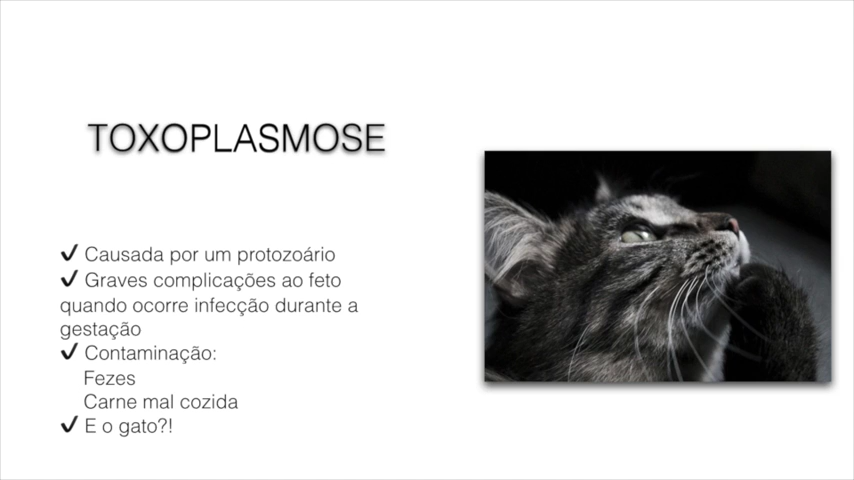 TOXOPLASMOSE
✔ Causada por um protozoário
✔ Graves complicações ao feto
quando ocorre infecção durante a
gestação
✔ Contaminação:
Fezes
Carne mal cozida
✔ E o gato?!